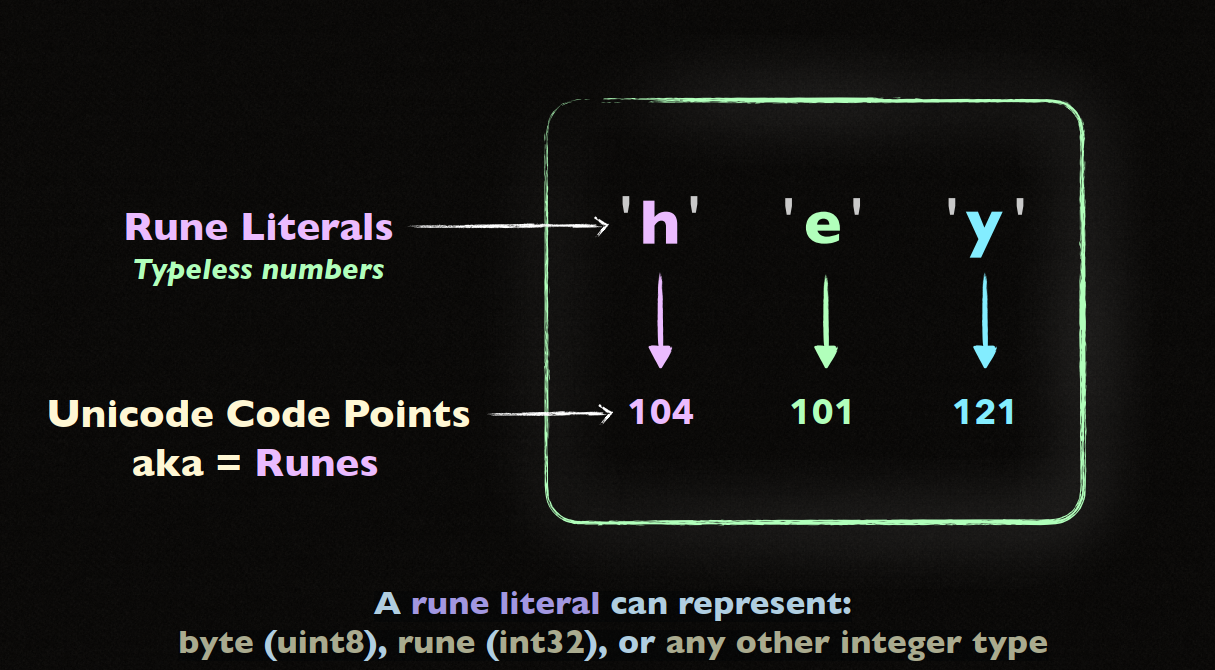 Rune Literals
Typeless numbers
'h' 'e' 'y'
Unicode Code Points
aka = Runes
104 101 121
A rune literal can represent:
byte (uint8), rune (int32), or any other integer type